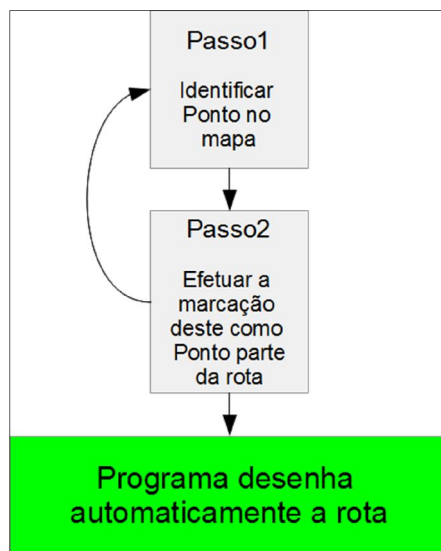 Passo1
Identificar
Ponto no
mapa
Passo2
Efetuar a
marcação
deste como
Ponto parte
da rota
Programa desenha
automaticamente a rota